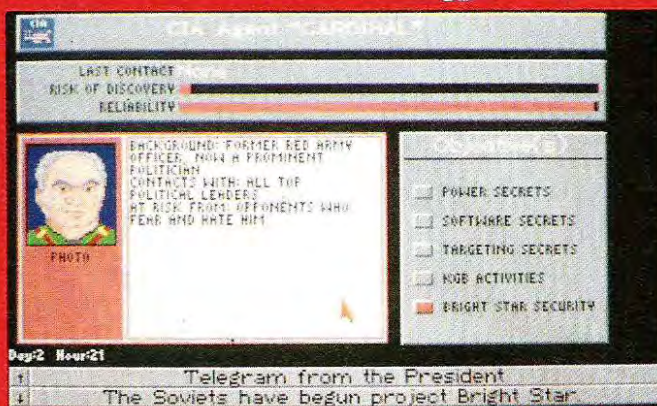 CIA
CIA Agent "CARDINAL"
LAST CONTACT None
RISK OF DISCOVERY
RELIABILITY
BACKGROUND: FORMER RED ARMY
OFFICER, NOW A PROMINENT
POLITICIAN
CONTACTS WITH: ALL TOP
POLITICAL LEADERS
AT RISK FROM: OPPONENTS WHO
FEAR AND HATE HIM
PHOTO
Objective(s)
POWER SECRETS
SOFTWARE SECRETS
TARGETING SECRETS
KGB ACTIVITIES
BRIGHT STAR SECURITY
Day:2 Hour:21
Telegram from the President
The Soviets have begun project Bright Star